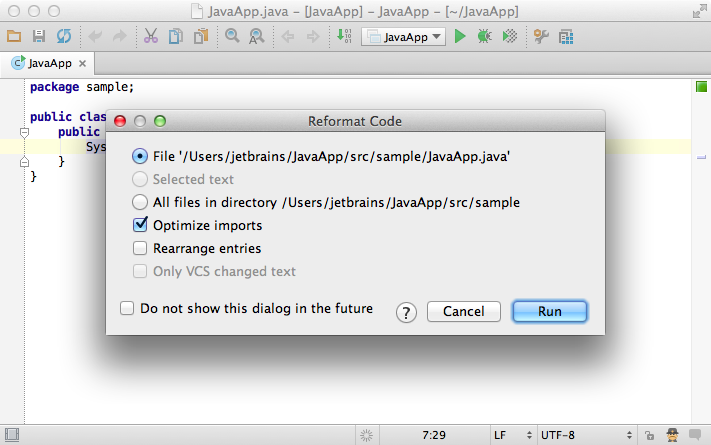 JavaApp.java – [JavaApp] – JavaApp – [~/JavaApp]
JavaApp
JavaApp
package sample;
public clas
Reformat Code
public
File '/Users/jetbrains/JavaApp/src/sample/JavaApp.java'
Sys
}
Selected text
}
All files in directory /Users/jetbrains/JavaApp/src/sample
Optimize imports
Rearrange entries
Only VCS changed text
Do not show this dialog in the future
?
Cancel
Run
7:29
LF
UTF-8